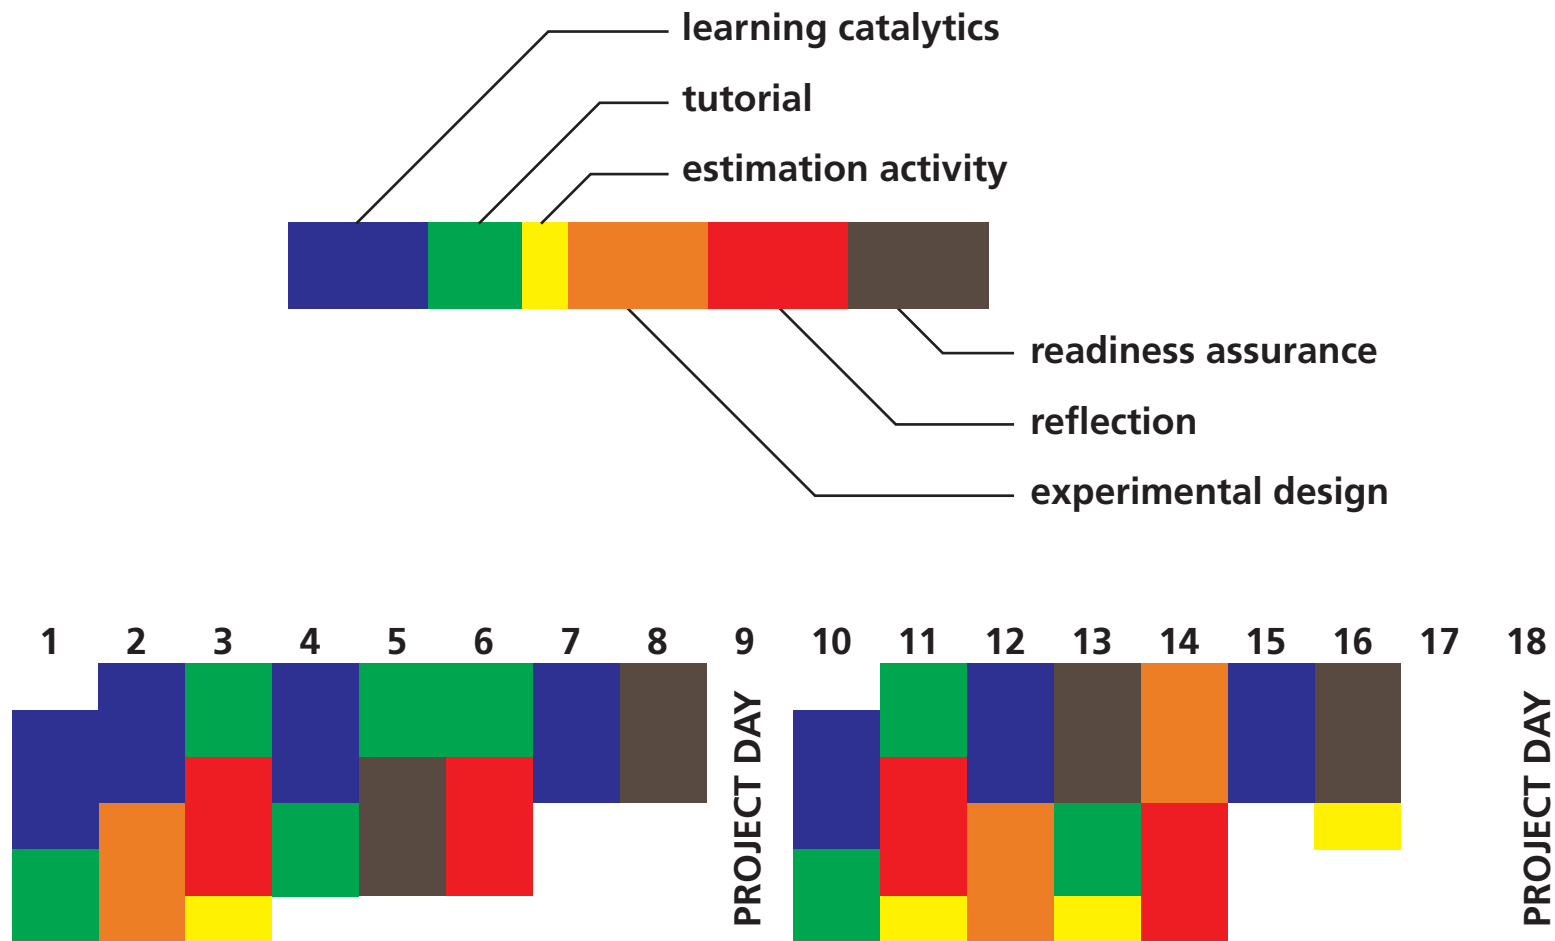 learning catalytics
tutorial
estimation activity
readiness assurance
reflection
experimental design
1 2 3 4 5 6 7 8 9 10 11 12 13 14 15 16 17 18
PROJECT DAY
PROJECT DAY